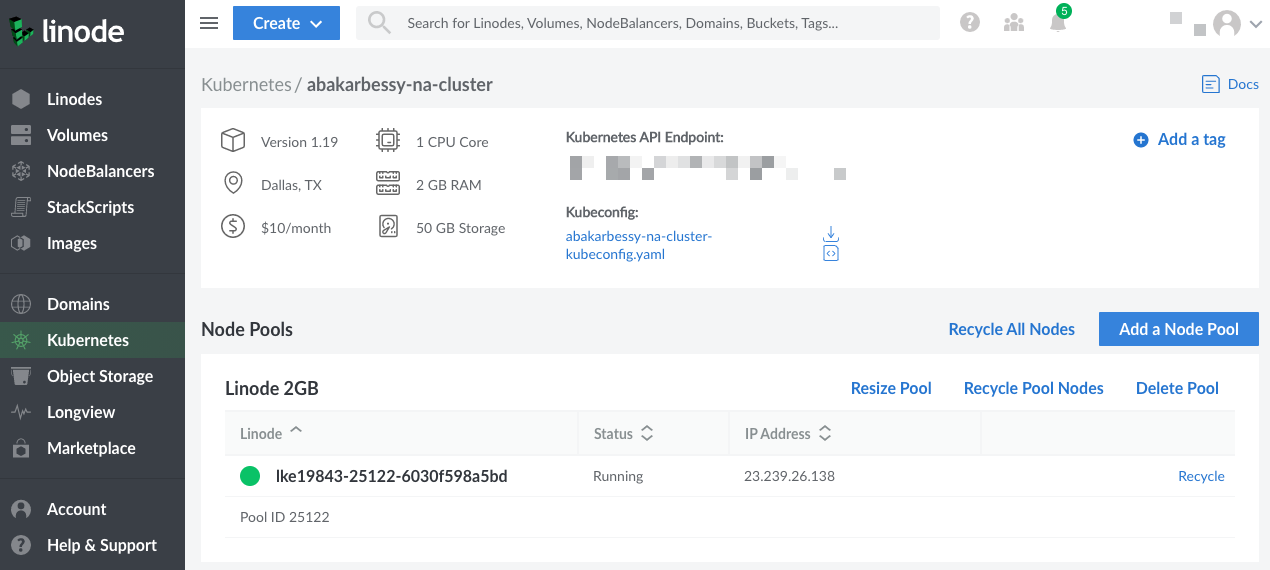 linode
Create
Search for Linodes, Volumes, NodeBalancers, Domains, Buckets, Tags...
5
Linodes
Volumes
NodeBalancers
StackScripts
Images
Domains
Kubernetes
Object Storage
Longview
Marketplace
Account
Help & Support
Kubernetes / abakarbessy-na-cluster
Docs
Version 1.19
1 CPU Core
Dallas, TX
2 GB RAM
$10/month
50 GB Storage
Kubernetes API Endpoint:
Kubeconfig:
abakarbessy-na-cluster-
kubeconfig.yaml
Add a tag
Node Pools
Recycle All Nodes
Add a Node Pool
Linode 2GB
Resize Pool
Recycle Pool Nodes
Delete Pool
Linode
Status
IP Address
lke19843-25122-6030f598a5bd
Running
23.239.26.138
Recycle
Pool ID 25122